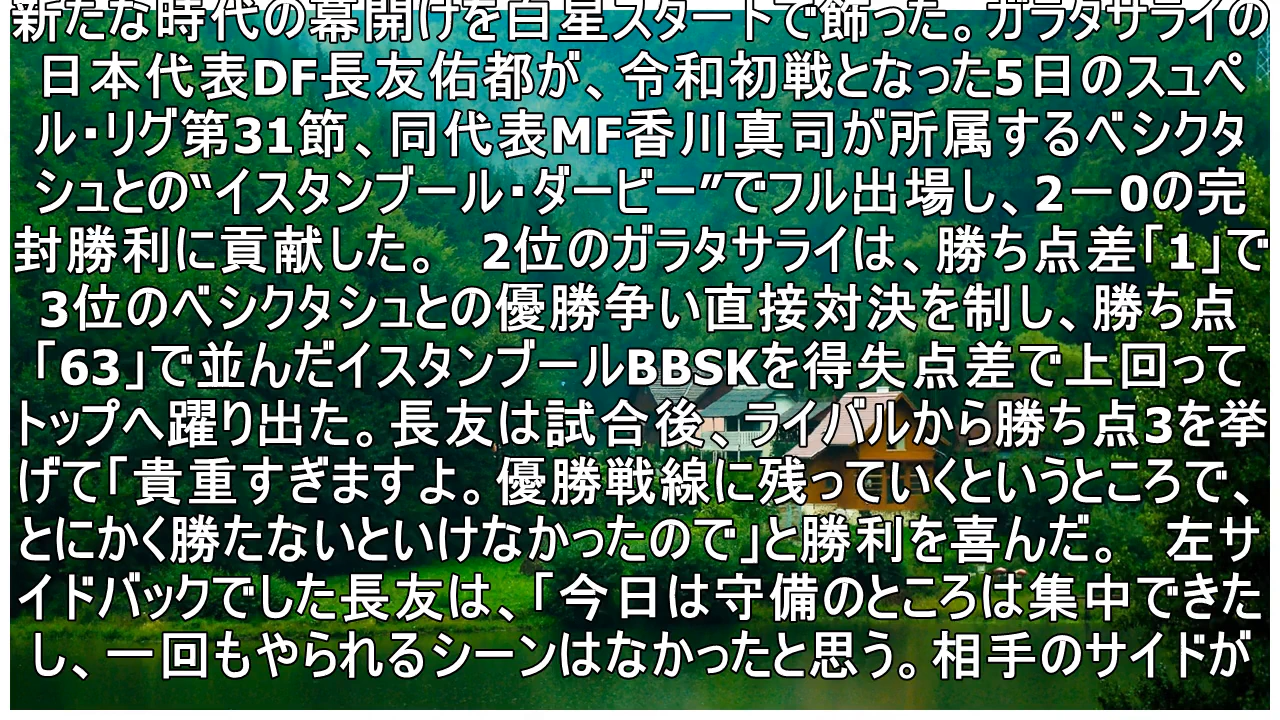 新たな時代の幕開けを白星スタートで飾った。ガラタサライの
日本代表DF長友佑都が、令和初戦となった5日のスュペ
ル・リグ第31節、同代表MF香川真司が所属するベシクタ
シュとの“イスタンブール・ダービー”でフル出場し、2－0の完
封勝利に貢献した。　2位のガラタサライは、勝ち点差「1」で
3位のベシクタシュとの優勝争い直接対決を制し、勝ち点
「63」で並んだイスタンブールBBSKを得失点差で上回って
トップへ躍り出た。長友は試合後、ライバルから勝ち点3を挙
げて「貴重すぎますよ。優勝戦線に残っていくというところで、
とにかく勝たないといけなかったので」と勝利を喜んだ。　左サ
イドバックでした長友は、「今日は守備のところは集中できた
し、一回もやられるシーンはなかったと思う。相手のサイドが